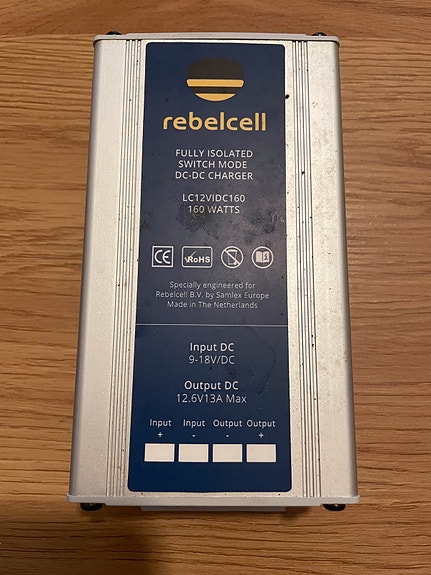 rebelcell
FULLY ISOLATED
SWITCH MODE
DC-DC CHARGER
LC12VIDC160
160 WATTS
CE
RoHS
Specially engineered for
Rebelcell B.V. by Samlex Europe
Made in The Netherlands
Input DC
9-18V/DC
Output DC
12.6V13A Max
Input Input Output Output
+ - - +